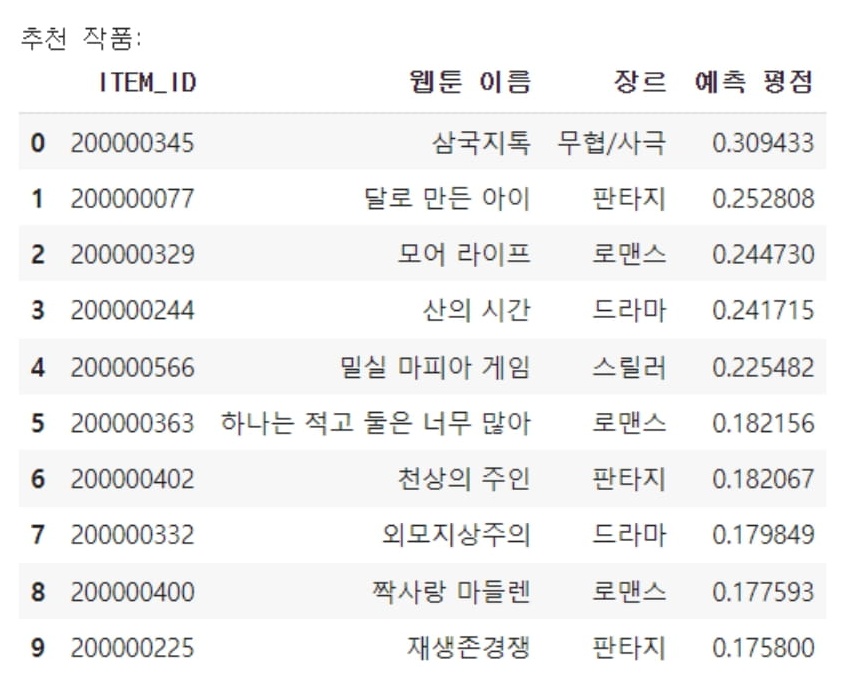 추천 작품:
ITEM_ID 웹툰 이름 장르 예측 평점
0 200000345 삼국지톡 무협/사극 0.309433
1 200000077 달로 만든 아이 판타지 0.252808
2 200000329 모어 라이프 로맨스 0.244730
3 200000244 산의 시간 드라마 0.241715
4 200000566 밀실 마피아 게임 스릴러 0.225482
5 200000363 하나는 적고 둘은 너무 많아 로맨스 0.182156
6 200000402 천상의 주인 판타지 0.182067
7 200000332 외모지상주의 드라마 0.179849
8 200000400 짝사랑 마들렌 로맨스 0.177593
9 200000225 재생존경쟁 판타지 0.175800